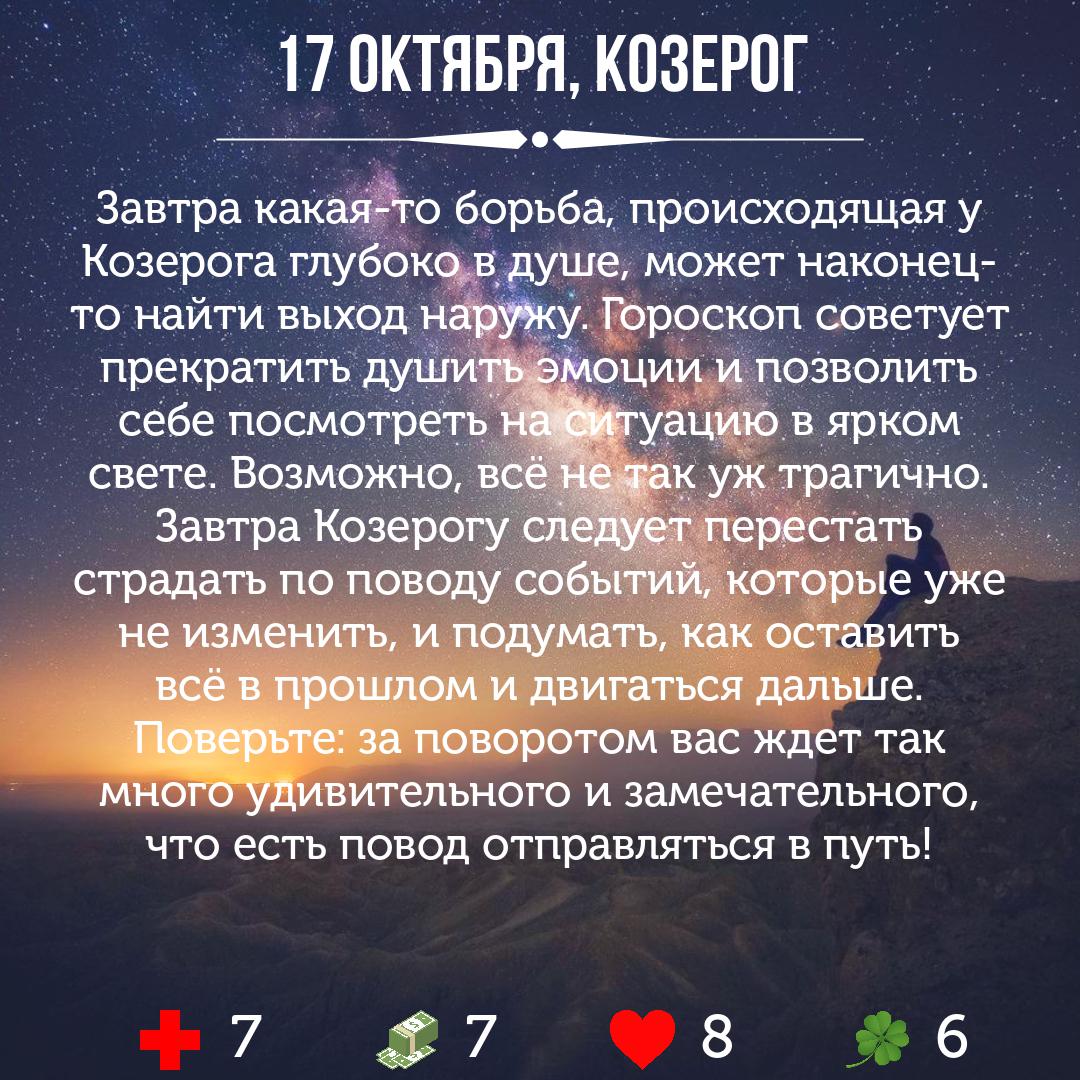 17 ОКТЯБРЯ, КОЗЕРОГ
Завтра какая-то борьба, происходящая у
Козерога глубоко в душе, может наконец-
то найти выход наружу. Гороскоп советует
прекратить душить эмоции и позволить
себе посмотреть на ситуацию в ярком
свете. Возможно, всё не так уж трагично.
Завтра Козерогу следует перестать
страдать по поводу событий, которые уже
не изменить, и подумать, как оставить
всё в прошлом и двигаться дальше.
Поверьте: за поворотом вас ждет так
много удивительного и замечательного,
что есть повод отправляться в путь!
7 7 8 6